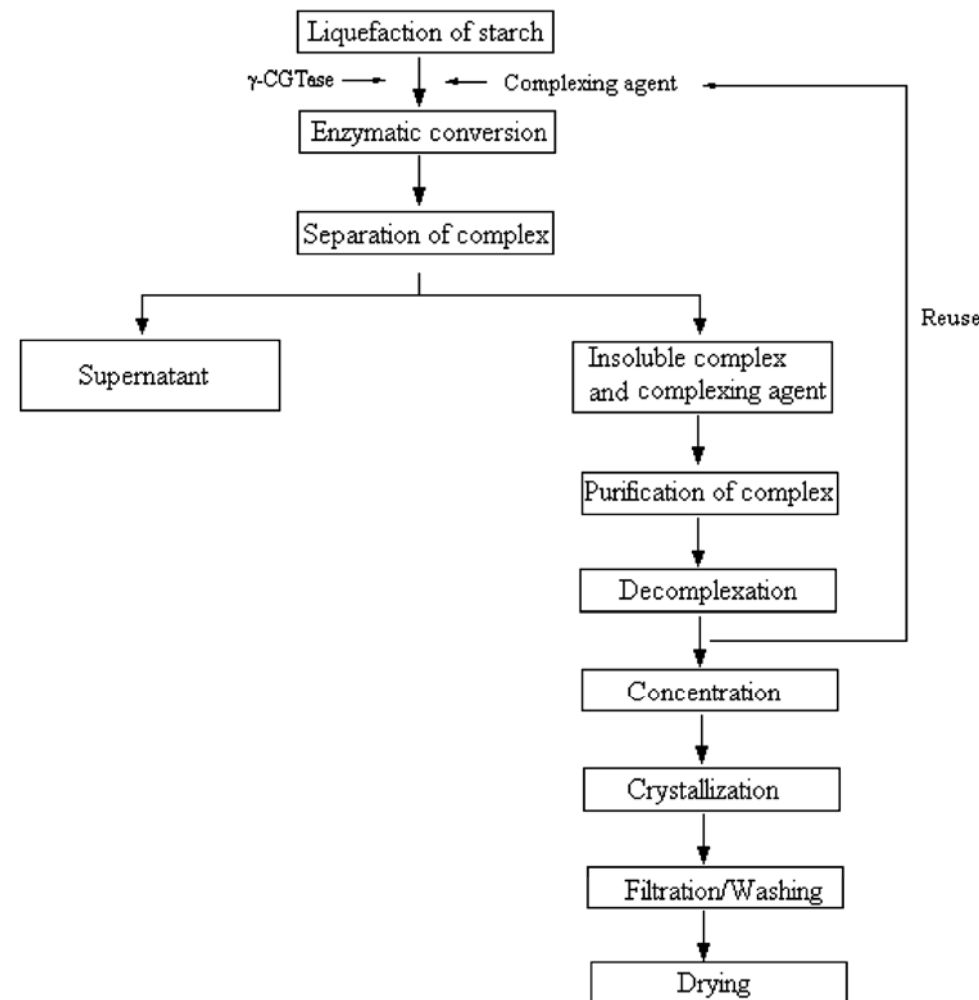 Liquefaction of starch
γ-CGTase
Complexing agent
Enzymatic conversion
Separation of complex
Reuse
Supernatant
Insoluble complex
and complexing agent
Purification of complex
Decomplexation
Concentration
Crystallization
Filtration/Washing
Drying